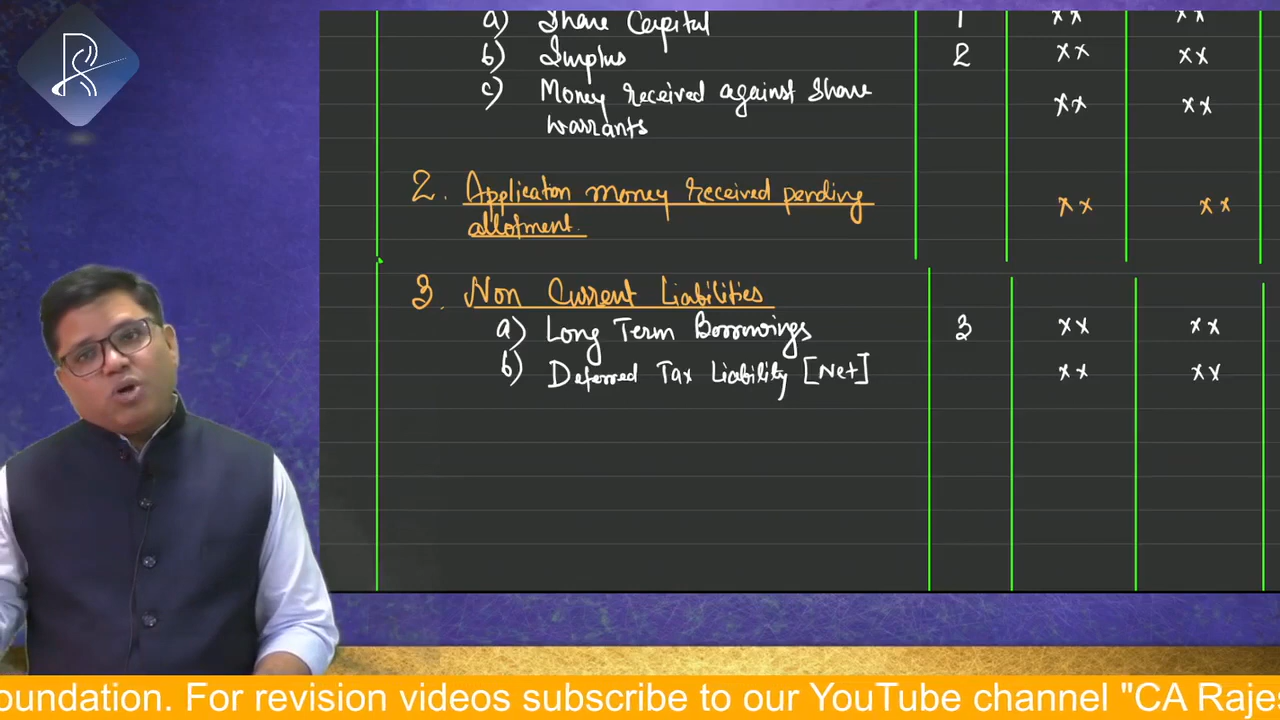 a) Share Capital 1 xx xx
b) Surplus 2 xx xx
c) Money received against Share xx xx
warrants
2. Application money received pending xx xx
allotment.
3. Non Current Liabilities
a) Long Term Borrowings 3 xx xx
b) Deferred Tax Liability [Net] xx xx
oundation. For revision videos subscribe to our YouTube channel "CA Rajes